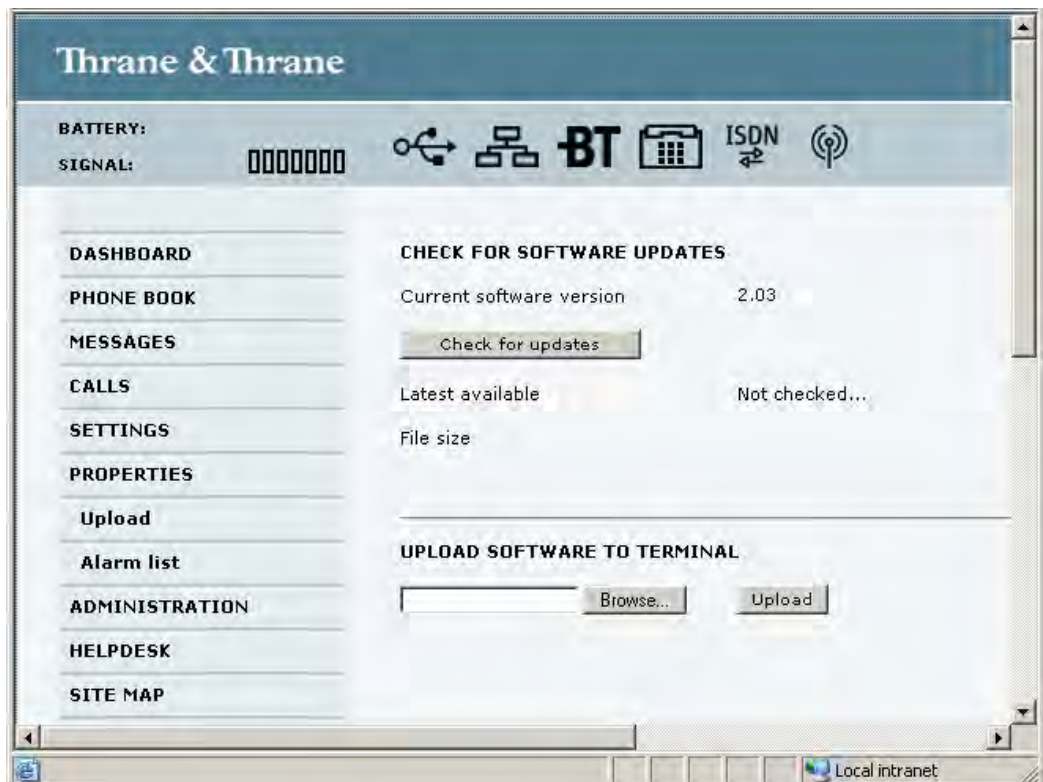 Thrane & Thrane
BATTERY:
SIGNAL:
BT
ISDN
DASHBOARD
PHONE BOOK
MESSAGES
CALLS
SETTINGS
PROPERTIES
Upload
Alarm list
ADMINISTRATION
HELPDESK
SITE MAP
CHECK FOR SOFTWARE UPDATES
Current software version 2.03
Check for updates
Latest available Not checked...
File size
UPLOAD SOFTWARE TO TERMINAL
Browse... Upload
Local intranet